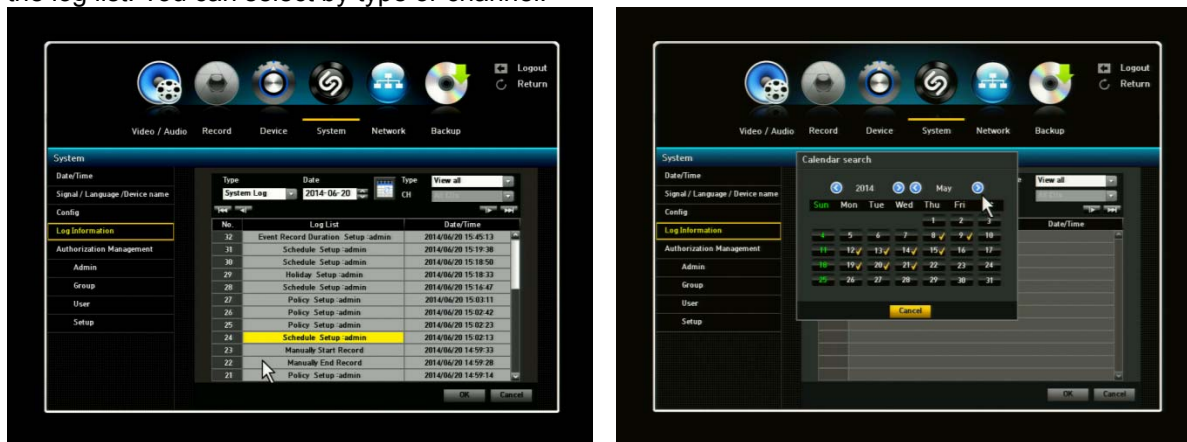 the log list. You can select by type or channel.
Logout
Return
Video / Audio Record Device System Network Backup
System
Date/Time
Signal / Language /Device name
Config
Log Information
Authorization Management
Admin
Group
User
Setup
Type Date Type View all
System Log 2014-06-20 CH
No. Log List Date/Time
32 Event Record Duration Setup :admin 2014/06/20 15:45:13
31 Schedule Setup :admin 2014/06/20 15:19:38
30 Schedule Setup :admin 2014/06/20 15:18:50
29 Holiday Setup :admin 2014/06/20 15:18:33
28 Schedule Setup :admin 2014/06/20 15:16:47
27 Policy Setup :admin 2014/06/20 15:03:11
26 Policy Setup :admin 2014/06/20 15:02:42
25 Policy Setup :admin 2014/06/20 15:02:23
24 Schedule Setup :admin 2014/06/20 15:02:13
23 Manually Start Record 2014/06/20 14:59:33
22 Manually End Record 2014/06/20 14:59:28
21 Policy Setup :admin 2014/06/20 14:59:14
OK Cancel
Logout
Return
Video / Audio Record Device System Network Backup
System
Date/Time
Signal / Language / Device name
Config
Log Information
Authorization Management
Admin
Group
User
Setup
Calendar search
2014 May
Sun Mon Tue Wed Thu Fri
1 2 3
4 5 6 7 8 9 10
11 12 13 14 15 16 17
18 19 20 21 22 23 24
25 26 27 28 29 30 31
Cancel
View all
Date/Time
OK Cancel